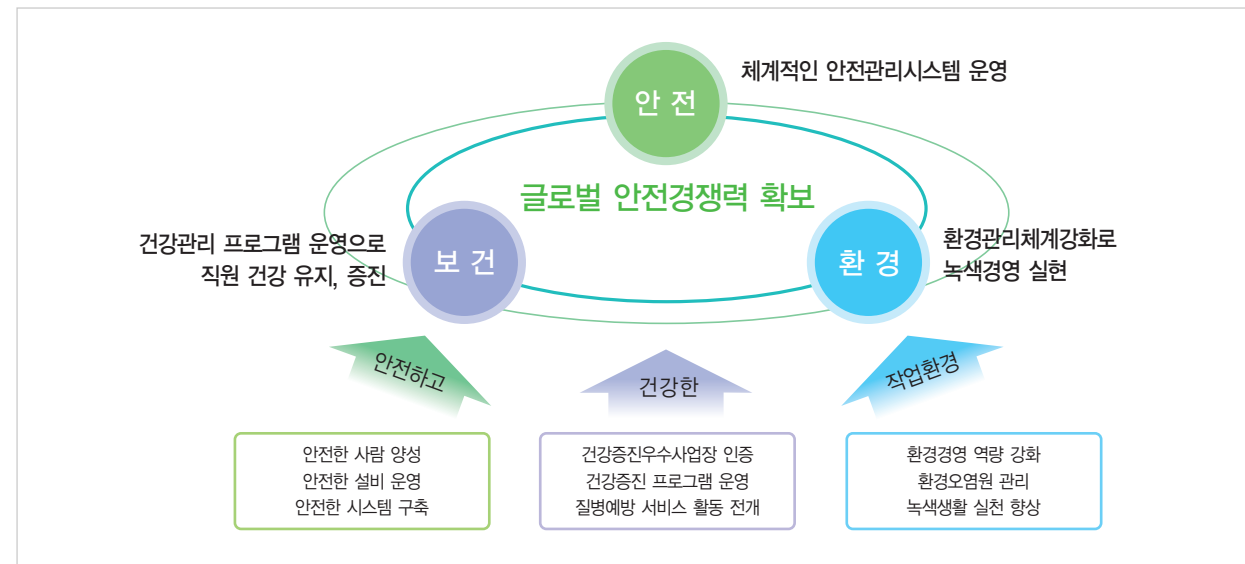 안 전
체계적인 안전관리시스템 운영
글로벌 안전경쟁력 확보
건강관리 프로그램 운영으로
직원 건강 유지, 증진
보 건
환 경
환경관리체계강화로
녹색경영 실현
안전하고
건강한
작업환경
안전한 사람 양성
안전한 설비 운영
안전한 시스템 구축
건강증진우수사업장 인증
건강증진 프로그램 운영
질병예방 서비스 활동 전개
환경경영 역량 강화
환경오염원 관리
녹색생활 실천 향상